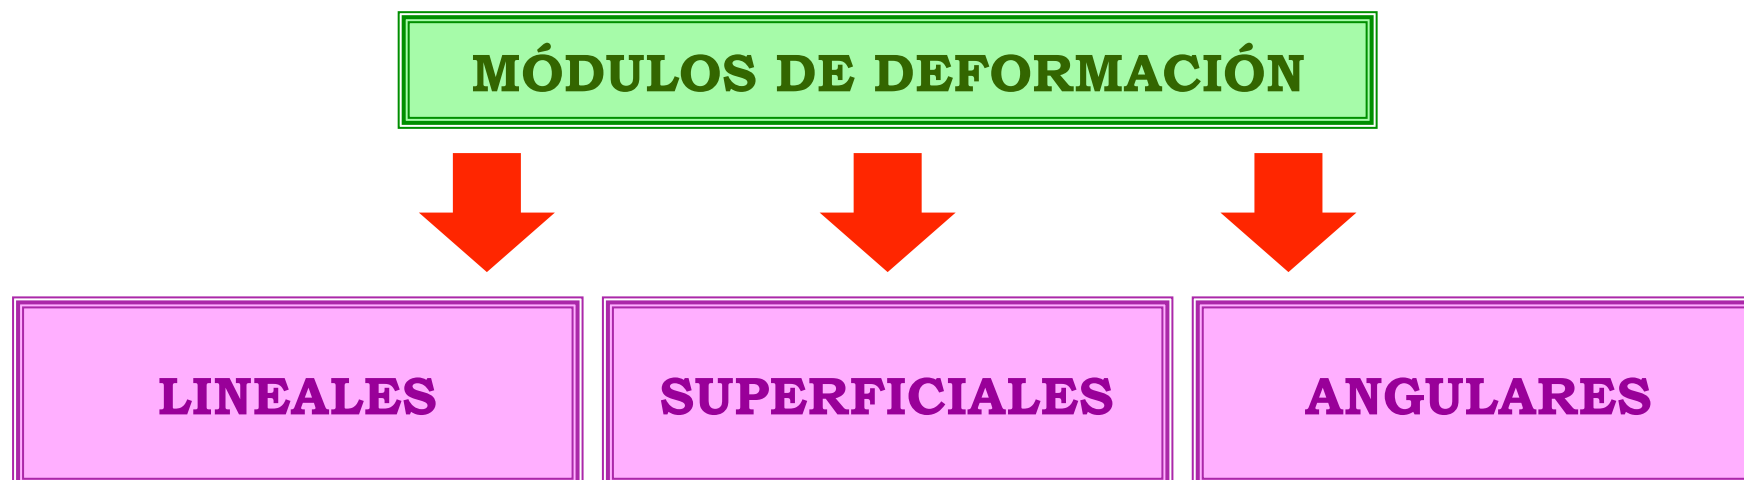 MÓDULOS DE DEFORMACIÓN
LINEALES
SUPERFICIALES
ANGULARES